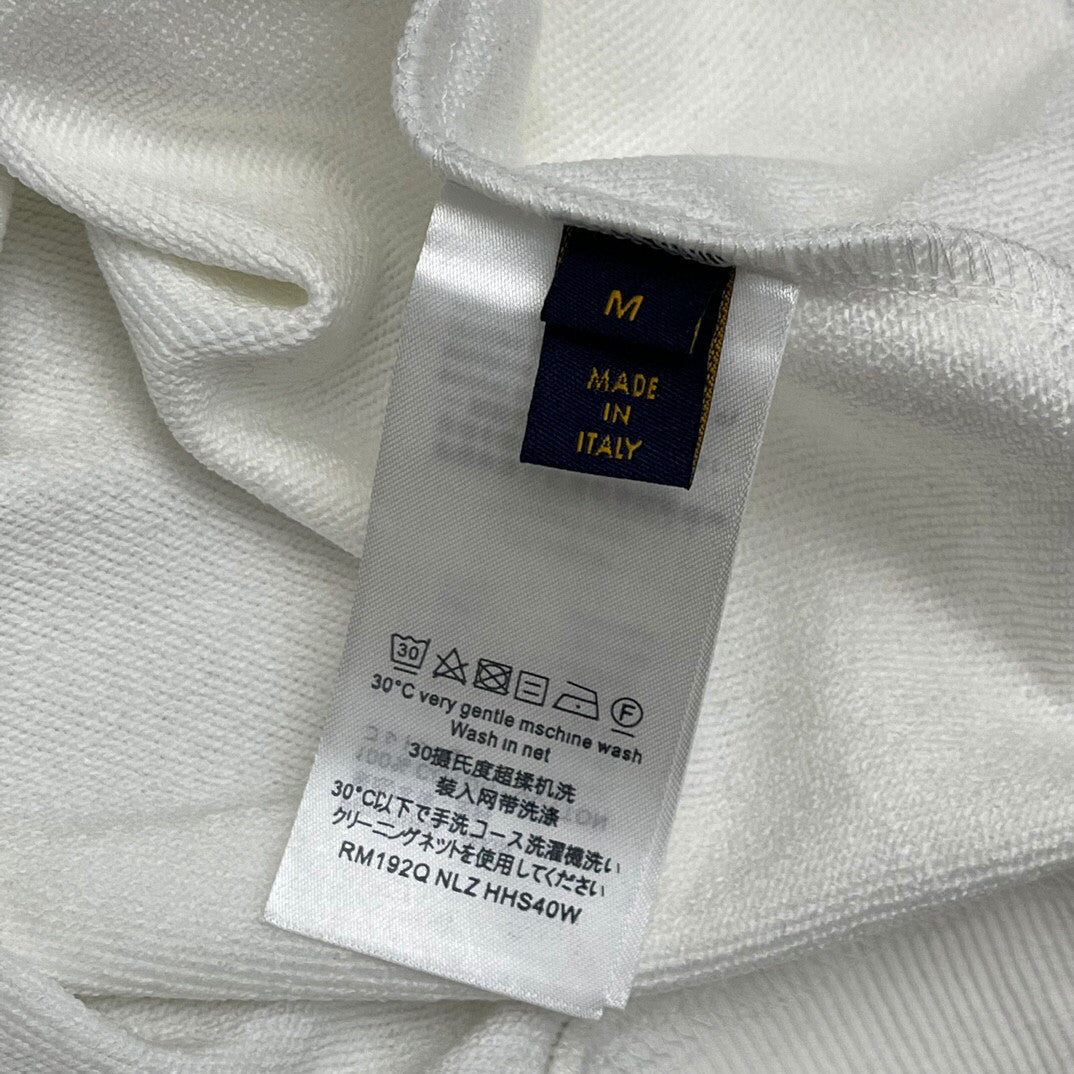 M
MADE
IN
ITALY
30
F
30°C very gentle mschine wash
Wash in net
30摄氏度超揉机洗
装入网带洗涤
30°C以下で手洗コース洗濯機洗い
クリーニングネットを使用してください
RM192Q NLZ HHS40W